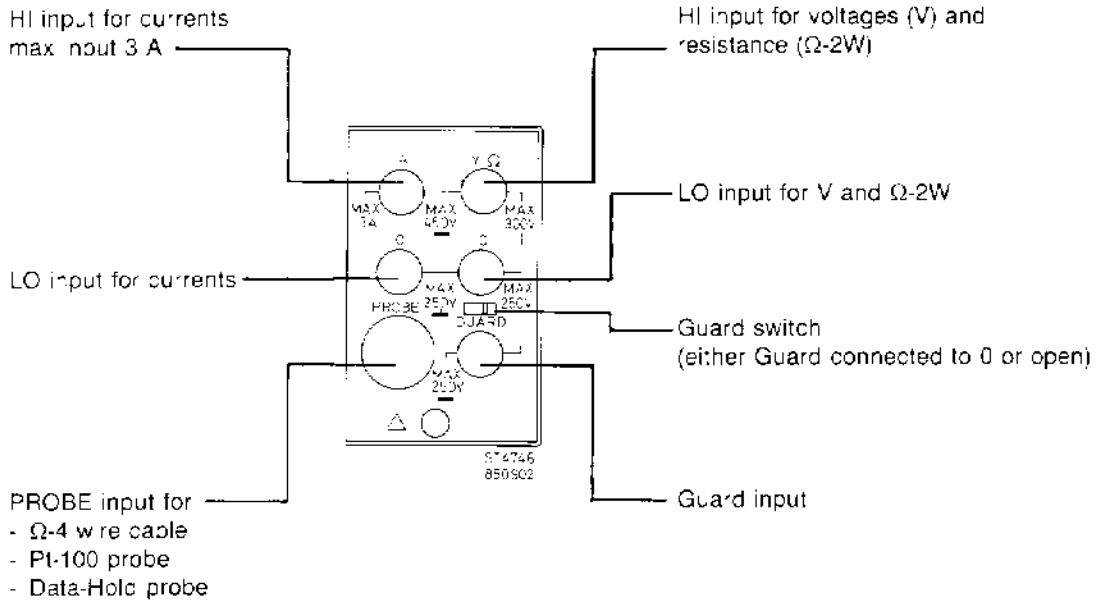 HI input for currents
max input 3 A
HI input for voltages (V) and
resistance (Ω-2W)
A
V Ω
MAX
3A
MAX
450V
MAX
300V
LO input for V and Ω-2W
0
0
LO input for currents
MAX
250V
MAX
250V
PROBE
GUARD
Guard switch
(either Guard connected to 0 or open)
MAX
250V
ST4746
850902
PROBE input for
- Ω-4 wire cable
- Pt-100 probe
- Data-Hold probe
Guard input